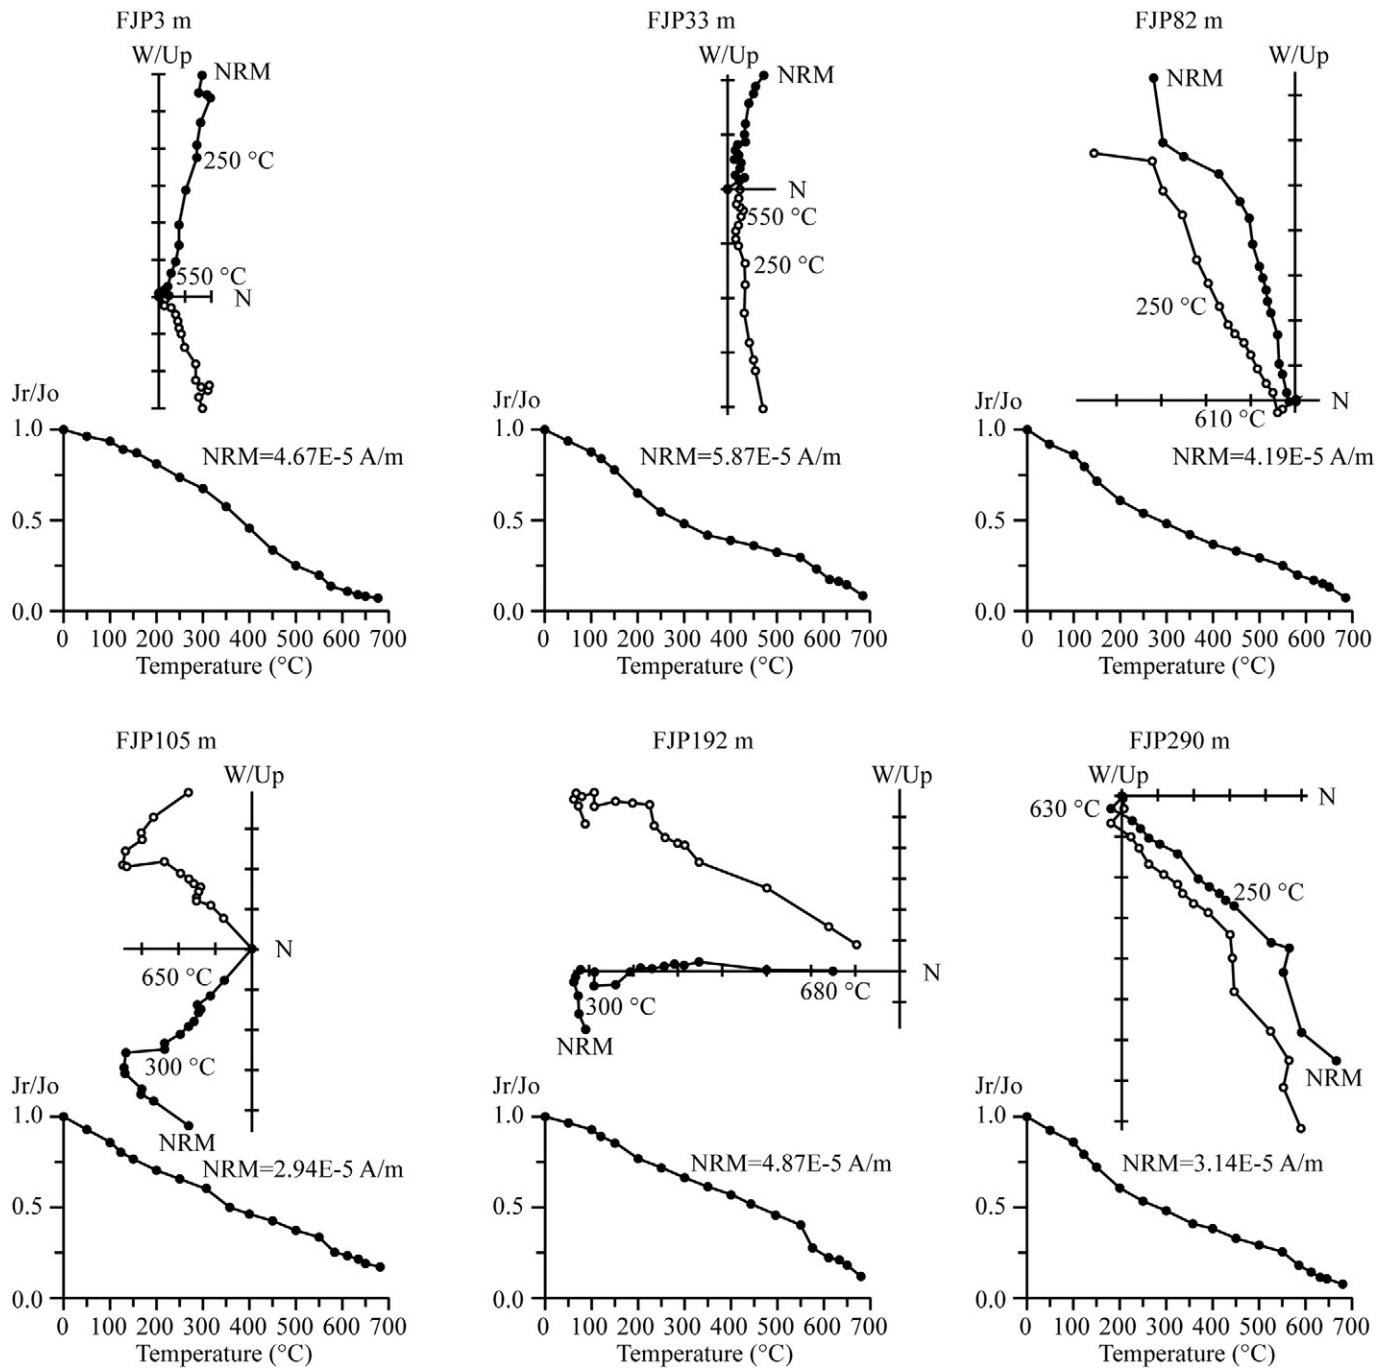 FJP3 m
W/Up
NRM
250 °C
550 °C
N
Jr/Jo
1.0
NRM=4.67E-5 A/m
0.5
0.0
0 100 200 300 400 500 600 700
Temperature (°C)
FJP33 m
W/Up
NRM
N
550 °C
250 °C
Jr/Jo
1.0
NRM=5.87E-5 A/m
0.5
0.0
0 100 200 300 400 500 600 700
Temperature (°C)
FJP82 m
W/Up
NRM
250 °C
N
610 °C
Jr/Jo
1.0
NRM=4.19E-5 A/m
0.5
0.0
0 100 200 300 400 500 600 700
Temperature (°C)
FJP105 m
W/Up
N
650 °C
300 °C
NRM
Jr/Jo
1.0
NRM=2.94E-5 A/m
0.5
0.0
0 100 200 300 400 500 600 700
Temperature (°C)
FJP192 m
W/Up
N
680 °C
300 °C
NRM
Jr/Jo
1.0
NRM=4.87E-5 A/m
0.5
0.0
0 100 200 300 400 500 600 700
Temperature (°C)
FJP290 m
W/Up
N
630 °C
250 °C
NRM
Jr/Jo
1.0
NRM=3.14E-5 A/m
0.5
0.0
0 100 200 300 400 500 600 700
Temperature (°C)